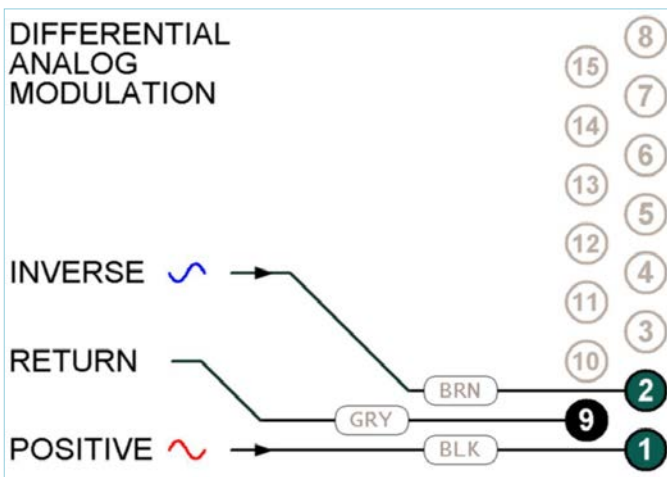 DIFFERENTIAL
ANALOG
MODULATION
8
15
7
14
6
13
5
12
INVERSE
4
11
3
RETURN
10
BRN
2
GRY
9
POSITIVE
BLK
1